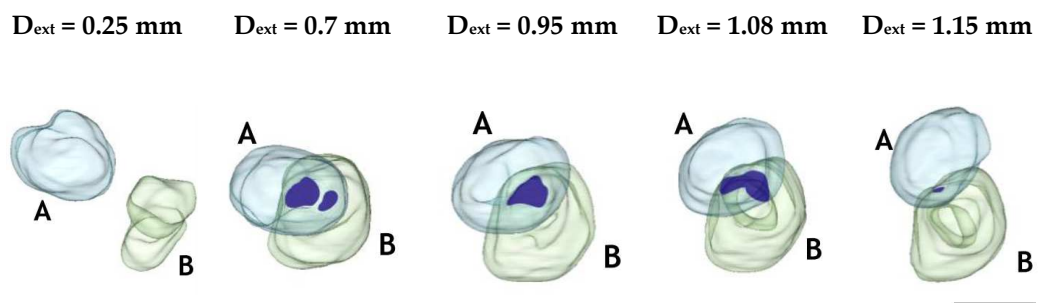 Dext = 0.25 mm Dext = 0.7 mm Dext = 0.95 mm Dext = 1.08 mm Dext = 1.15 mm
A B
A B
A B
A B
A B